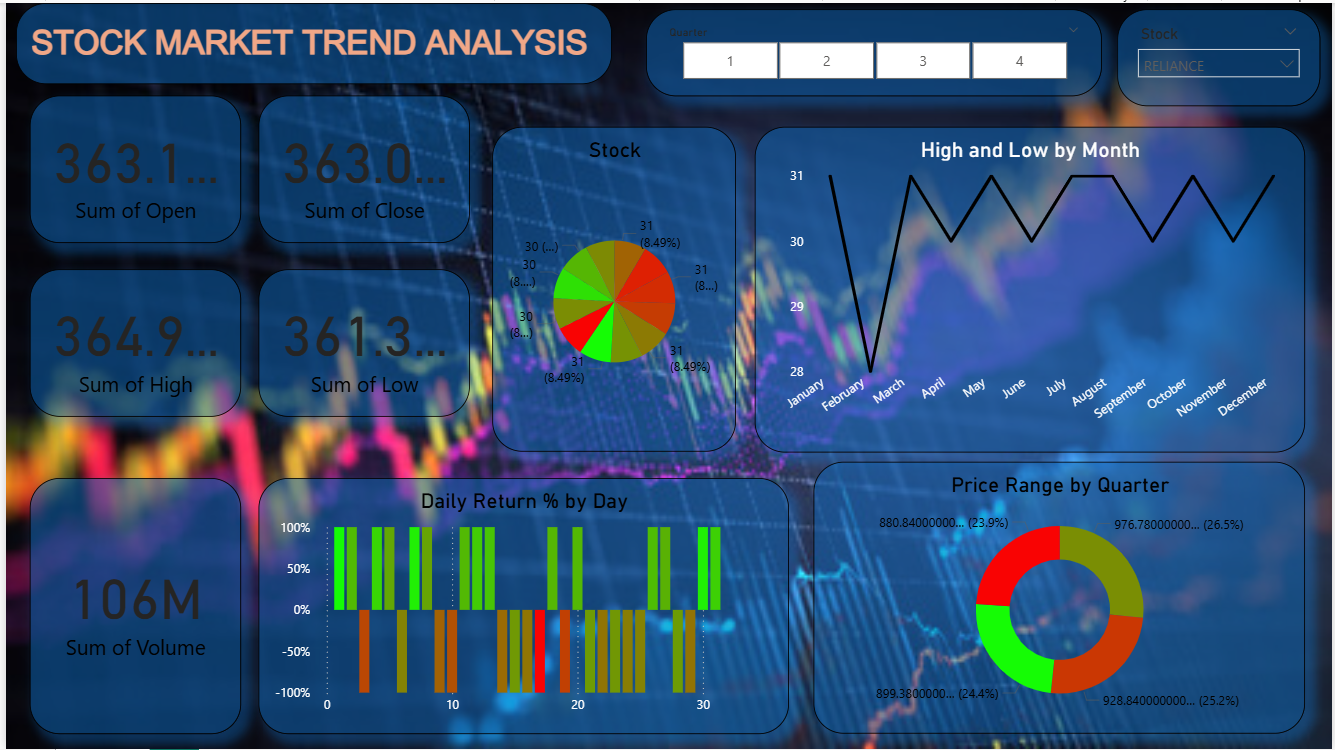 STOCK MARKET TREND ANALYSIS
Quarter
1
2
3
4
Stock
RELIANCE
363.1...
Sum of Open
363.0...
Sum of Close
364.9...
Sum of High
361.3...
Sum of Low
106M
Sum of Volume
Stock
31
(8.49%)
31
(8...)
31
(8.49%)
31
(8.49%)
30
(8...)
30
(8....)
30 (...)
High and Low by Month
31
30
29
28
January
February
March
April
May
June
July
August
September
October
November
December
Daily Return % by Day
100%
50%
0%
-50%
-100%
0
10
20
30
Price Range by Quarter
880.84000000... (23.9%)
976.78000000... (26.5%)
899.3800000... (24.4%)
928.840000000... (25.2%)